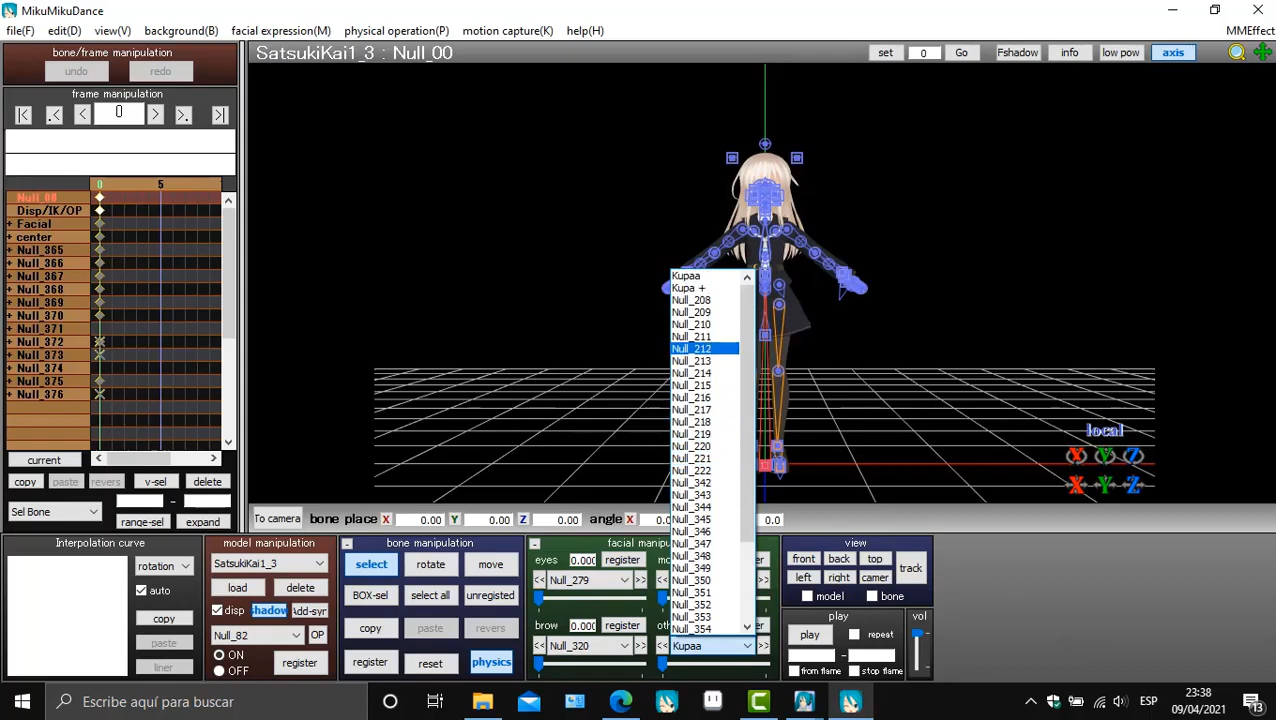 MikuMikuDance
file(F) edit(D) view(V) background(B) facial expression(M) physical operation(P) motion capture(K) help(H) MMEffect
bone/frame manipulation
undo redo
frame manipulation
|< .< < 0 > >. >|
0 5
Null_00
Disp/IK/OP
+ Facial
+ center
+ Null_365
+ Null_366
+ Null_367
+ Null_368
+ Null_369
+ Null_370
+ Null_371
+ Null_372
+ Null_373
+ Null_374
+ Null_375
+ Null_376
current
copy paste revers v-sel delete
-
Sel Bone range-sel expand
SatsukiKai1_3 : Null_00 set 0 Go Fshadow info low pow axis
local
X Y Z
X Y Z
Kupaa
Kupa +
Null_208
Null_209
Null_210
Null_211
Null_212
Null_213
Null_214
Null_215
Null_216
Null_217
Null_218
Null_219
Null_220
Null_221
Null_222
Null_342
Null_343
Null_344
Null_345
Null_346
Null_347
Null_348
Null_349
Null_350
Null_351
Null_352
Null_353
Null_354
To camera bone place X 0.00 Y 0.00 Z 0.00 angle X 0.0
Interpolation curve
rotation
auto
copy
paste
liner
model manipulation
SatsukiKai1_3
load delete
disp shadow Add-syn
Null_82 OP
ON
OFF
register
- bone manipulation
select rotate move
BOX-sel select all unregisted
copy paste revers
register reset physics
- facial manip
eyes 0.000 register
<< Null_279 >>
brow 0.000 register
<< Null_320 >>
<< Kupaa >>
view
front back top
left right camer
track
model bone
play
play repeat
-
from flame stop flame
vol
Escribe aquí para buscar
ESP
23:38
09/04/2021
13